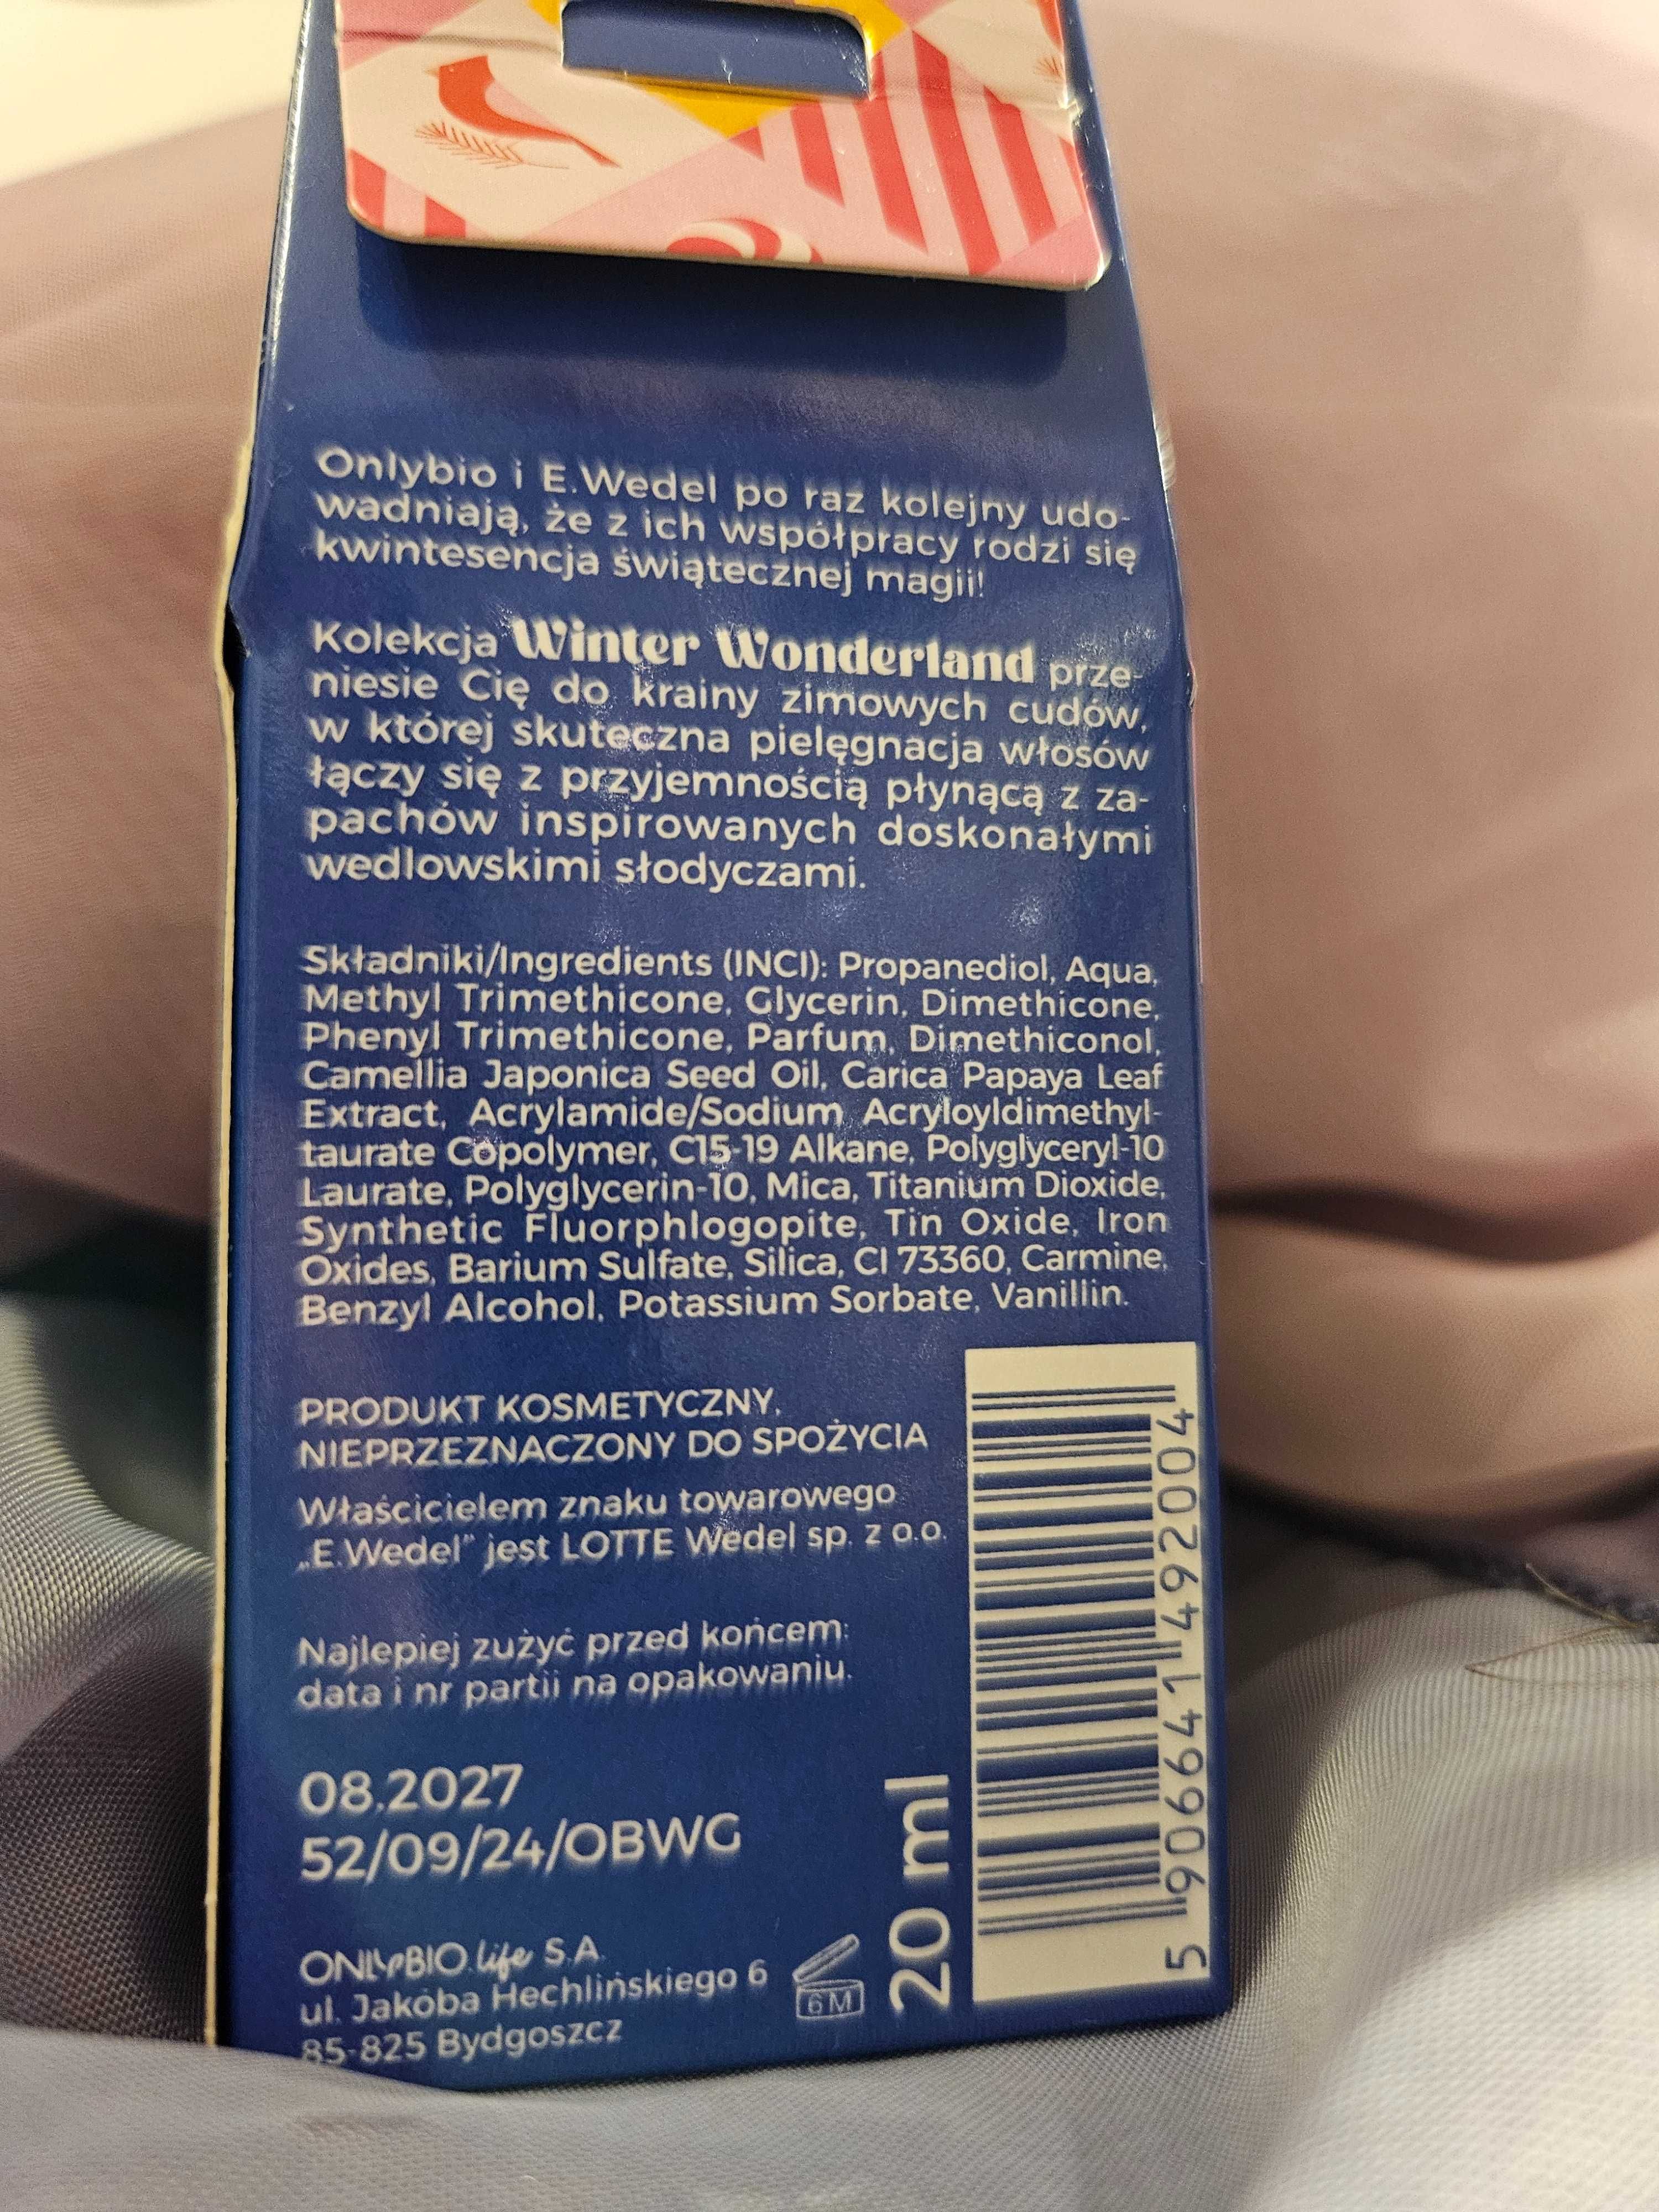 Onlybio i E.Wedel po raz kolejny udo-
wadniają, że z ich współpracy rodzi się
kwintesencja świątecznej magii!
Kolekcja Winter Wonderland prze-
niesie Cię do krainy zimowych cudów,
w której skuteczna pielęgnacja włosów
łączy się z przyjemnością płynącą z za-
pachów inspirowanych doskonałymi
wedlowskimi słodyczami.
Składniki/Ingredients (INCI): Propanediol, Aqua,
Methyl Trimethicone, Glycerin, Dimethicone,
Phenyl Trimethicone, Parfum, Dimethiconol,
Camellia Japonica Seed Oil, Carica Papaya Leaf
Extract, Acrylamide/Sodium Acryloyldimethyl-
taurate Copolymer, C15-19 Alkane, Polyglyceryl-10
Laurate, Polyglycerin-10, Mica, Titanium Dioxide,
Synthetic Fluorphlogopite, Tin Oxide, Iron
Oxides, Barium Sulfate, Silica, CI 73360, Carmine,
Benzyl Alcohol, Potassium Sorbate, Vanillin.
PRODUKT KOSMETYCZNY,
NIEPRZEZNACZONY DO SPOŻYCIA
Właścicielem znaku towarowego
„E.Wedel” jest LOTTE Wedel sp. z o.o.
Najlepiej zużyć przed końcem:
data i nr partii na opakowaniu.
08.2027
52/09/24/OBWG
ONLYBIO.life S.A.
ul. Jakóba Hechlińskiego 6
85-825 Bydgoszcz
6M
20 ml
5 906641 492004